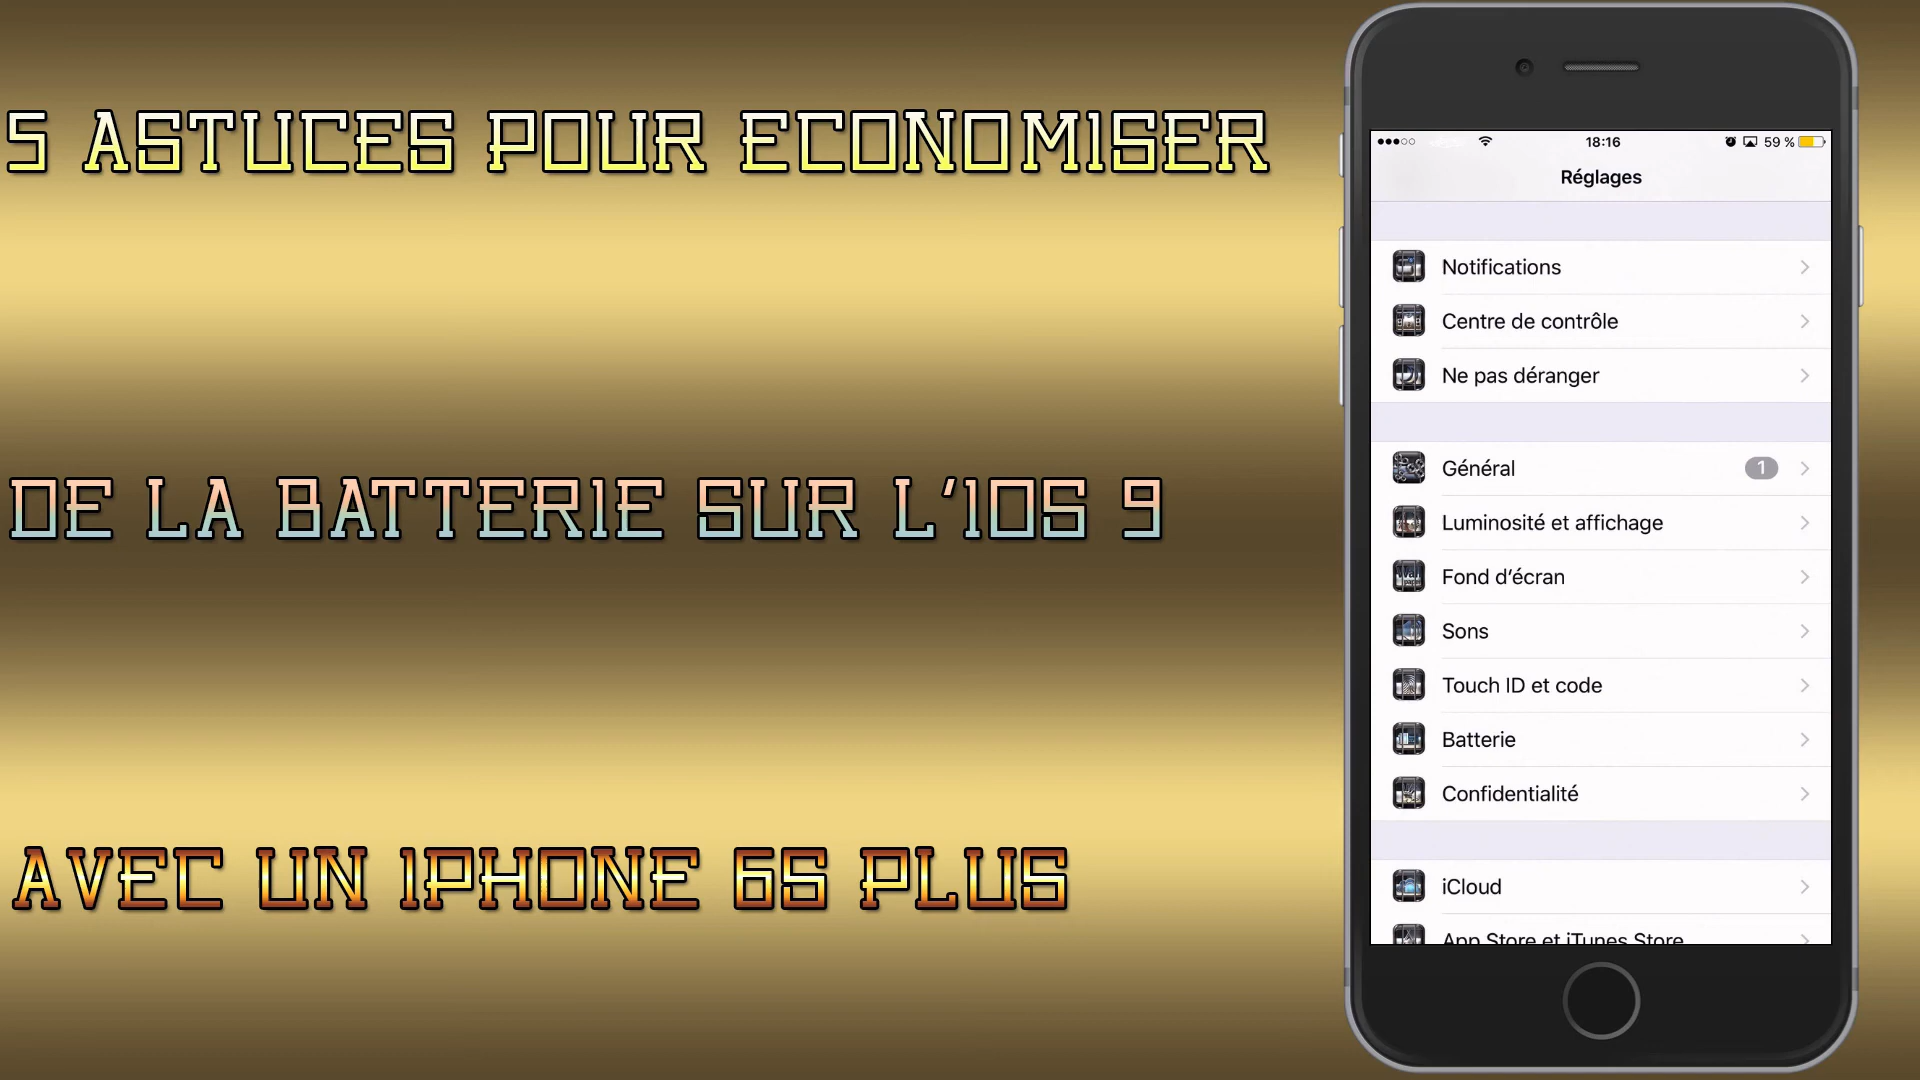 5 ASTUCES POUR ECONOMISER
DE LA BATTERIE SUR L'IOS 9
AVEC UN IPHONE 6S PLUS
18:16
59 %
Réglages
Notifications
Centre de contrôle
Ne pas déranger
Général
1
Luminosité et affichage
Fond d'écran
Sons
Touch ID et code
Batterie
Confidentialité
iCloud
App Store et iTunes Store